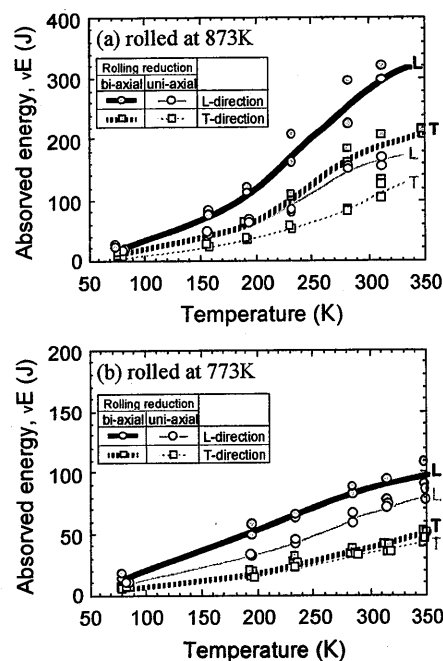 (a) rolled at 873K
Rolling reduction
bi-axial uni-axial
L-direction
T-direction
L
T
L
T
400
300
200
100
0
50 100 150 200 250 300 350
Absorved energy, vE (J)
Temperature (K)
(b) rolled at 773K
Rolling reduction
bi-axial uni-axial
L-direction
T-direction
L
L
T
T
200
150
100
50
0
50 100 150 200 250 300 350
Absorved energy, vE (J)
Temperature (K)